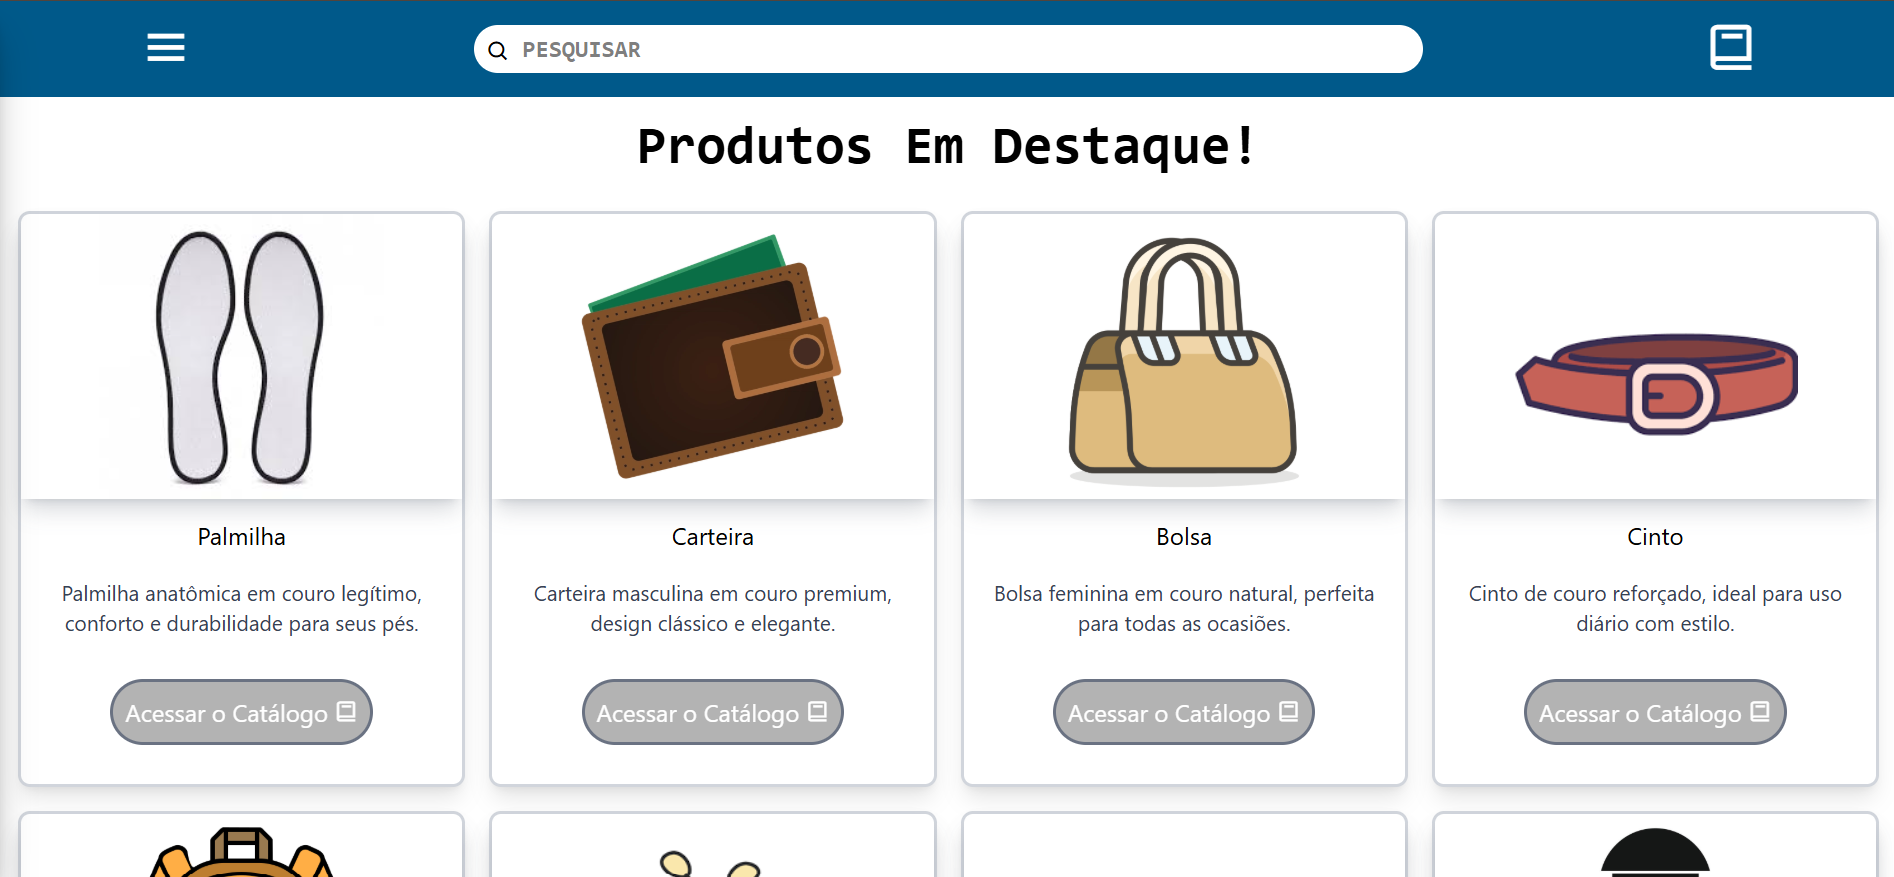 PESQUISAR
Produtos Em Destaque!
Palmilha
Palmilha anatômica em couro legítimo,
conforto e durabilidade para seus pés.
Acessar o Catálogo
Carteira
Carteira masculina em couro premium,
design clássico e elegante.
Acessar o Catálogo
Bolsa
Bolsa feminina em couro natural, perfeita
para todas as ocasiões.
Acessar o Catálogo
Cinto
Cinto de couro reforçado, ideal para uso
diário com estilo.
Acessar o Catálogo